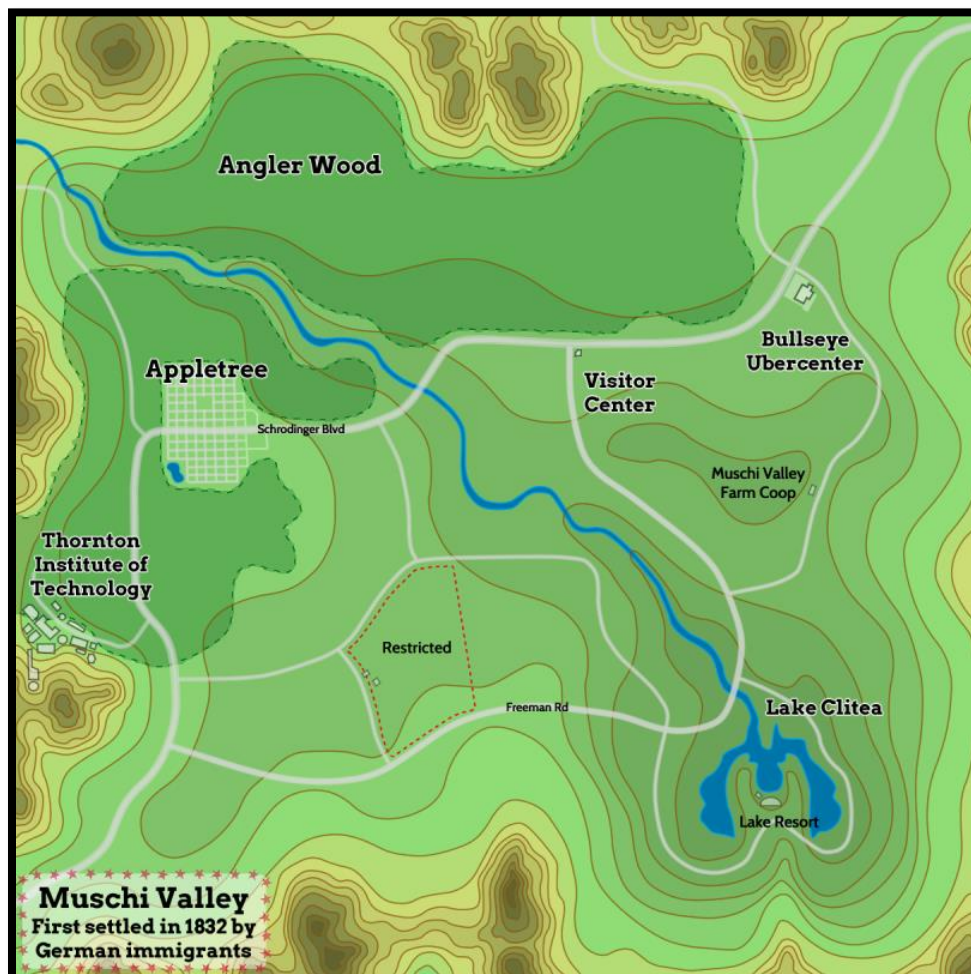 Angler Wood
Appletree
Schrodinger Blvd
Bullseye
Ubercenter
Visitor
Center
Muschi Valley
Farm Coop
Thornton
Institute of
Technology
Restricted
Freeman Rd
Lake Clitea
Lake Resort
Muschi Valley
First settled in 1832 by
German immigrants